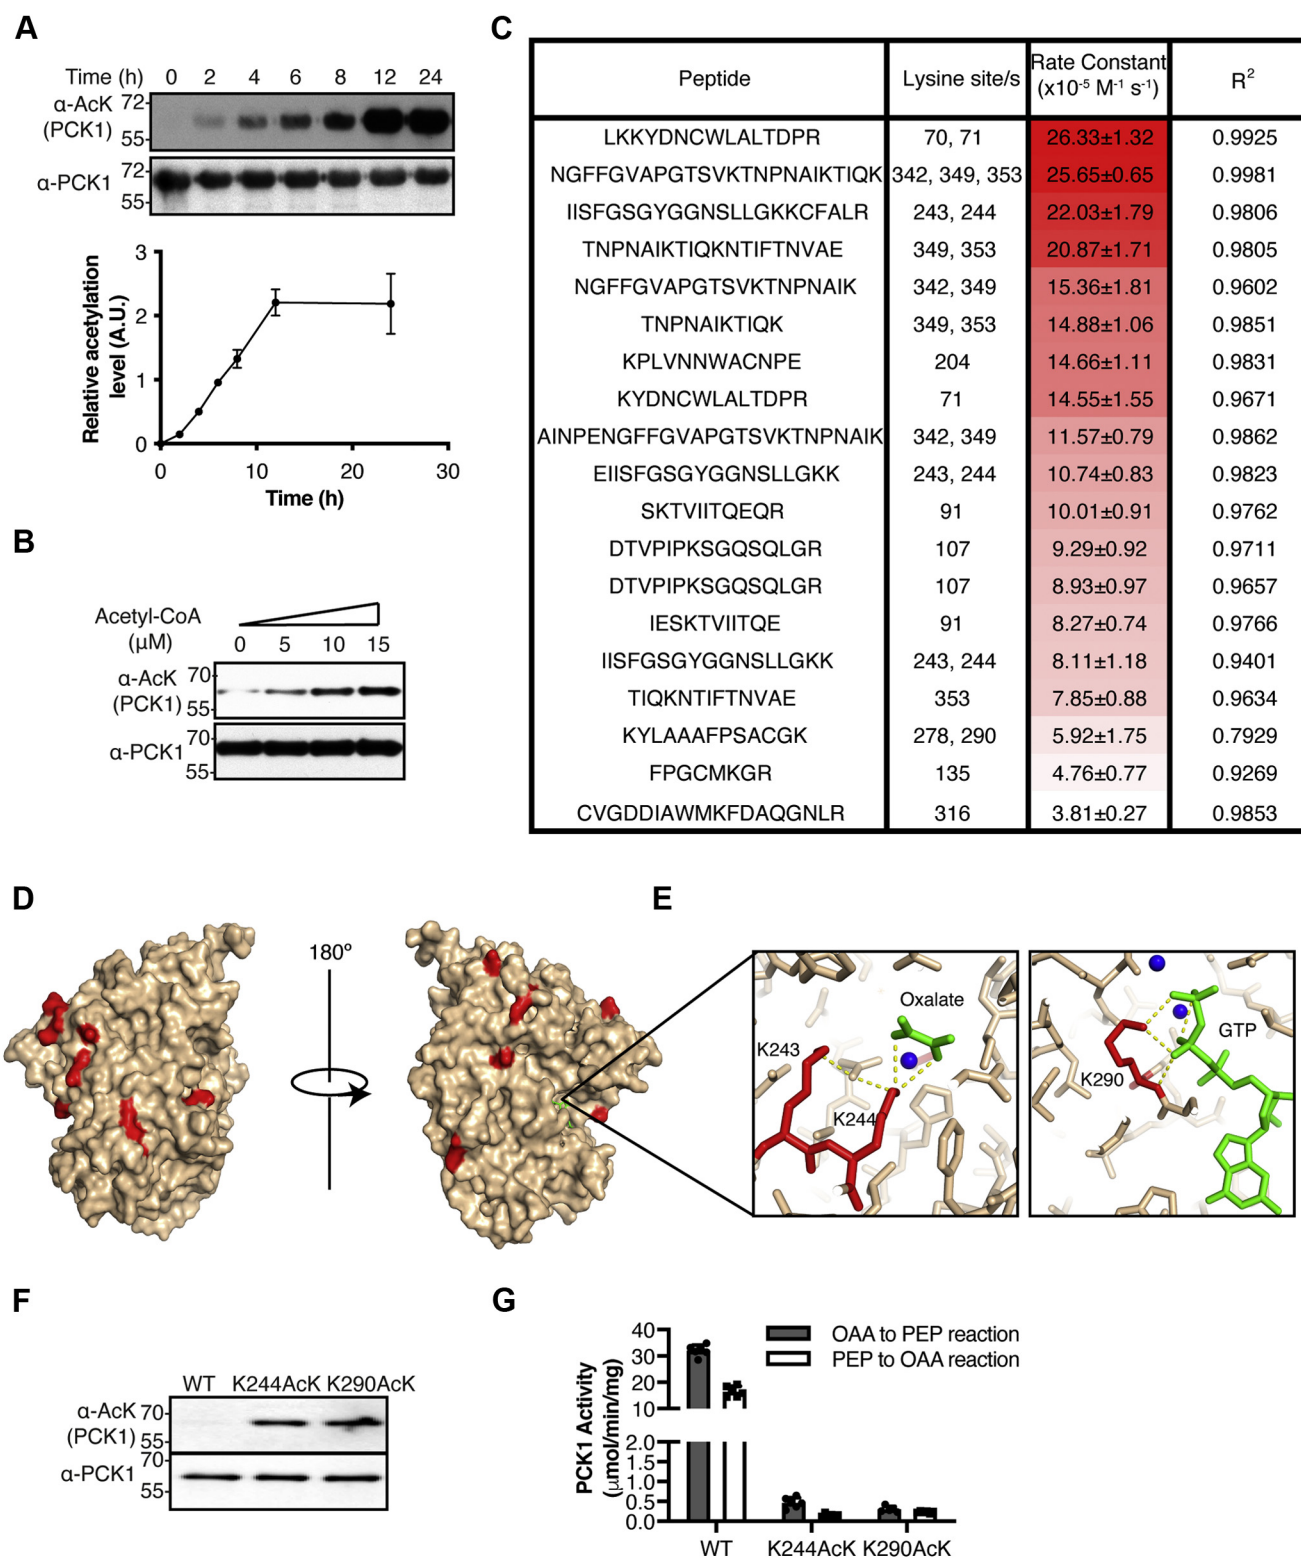 A
Time (h) 0 2 4 6 8 12 24
α-AcK
(PCK1)
72-
55-
α-PCK1
72-
55-
Relative acetylation
level (A.U.)
3
2
1
0
0 10 20 30
Time (h)
B
Acetyl-CoA
(μM)
0 5 10 15
α-AcK
(PCK1)
70-
55-
α-PCK1
70-
55-
C
Peptide Lysine site/s Rate Constant (x10-5 M-1 s-1) R2
LKKYDNCWLALTDPR 70, 71 26.33±1.32 0.9925
NGFFGVAPGTSVKTNPNAIKTIQK 342, 349, 353 25.65±0.65 0.9981
IISFGSGYGGNSLLGKKCFALR 243, 244 22.03±1.79 0.9806
TNPNAIKTIQKNTIFTNVAE 349, 353 20.87±1.71 0.9805
NGFFGVAPGTSVKTNPNAIK 342, 349 15.36±1.81 0.9602
TNPNAIKTIQK 349, 353 14.88±1.06 0.9851
KPLVNNWACNPE 204 14.66±1.11 0.9831
KYDNCWLALTDPR 71 14.55±1.55 0.9671
AINPENGFFGVAPGTSVKTNPNAIK 342, 349 11.57±0.79 0.9862
EIISFGSGYGGNSLLGKK 243, 244 10.74±0.83 0.9823
SKTVIITQEQR 91 10.01±0.91 0.9762
DTVPIPKSGQSQLGR 107 9.29±0.92 0.9711
DTVPIPKSGQSQLGR 107 8.93±0.97 0.9657
IESKTVIITQE 91 8.27±0.74 0.9766
IISFGSGYGGNSLLGKK 243, 244 8.11±1.18 0.9401
TIQKNTIFTNVAE 353 7.85±0.88 0.9634
KYLAAAFPSACGK 278, 290 5.92±1.75 0.7929
FPGCMKGR 135 4.76±0.77 0.9269
CVGDDIAWMKFDAQGNLR 316 3.81±0.27 0.9853
D
180º
E
Oxalate
K243
K244
GTP
K290
F
WT K244AcK K290AcK
α-AcK
(PCK1)
70-
55-
α-PCK1
70-
55-
G
PCK1 Activity
(μmol/min/mg)
40
30
20
10
2.0
1.5
1.0
0.5
0.0
OAA to PEP reaction
PEP to OAA reaction
WT K244AcK K290AcK